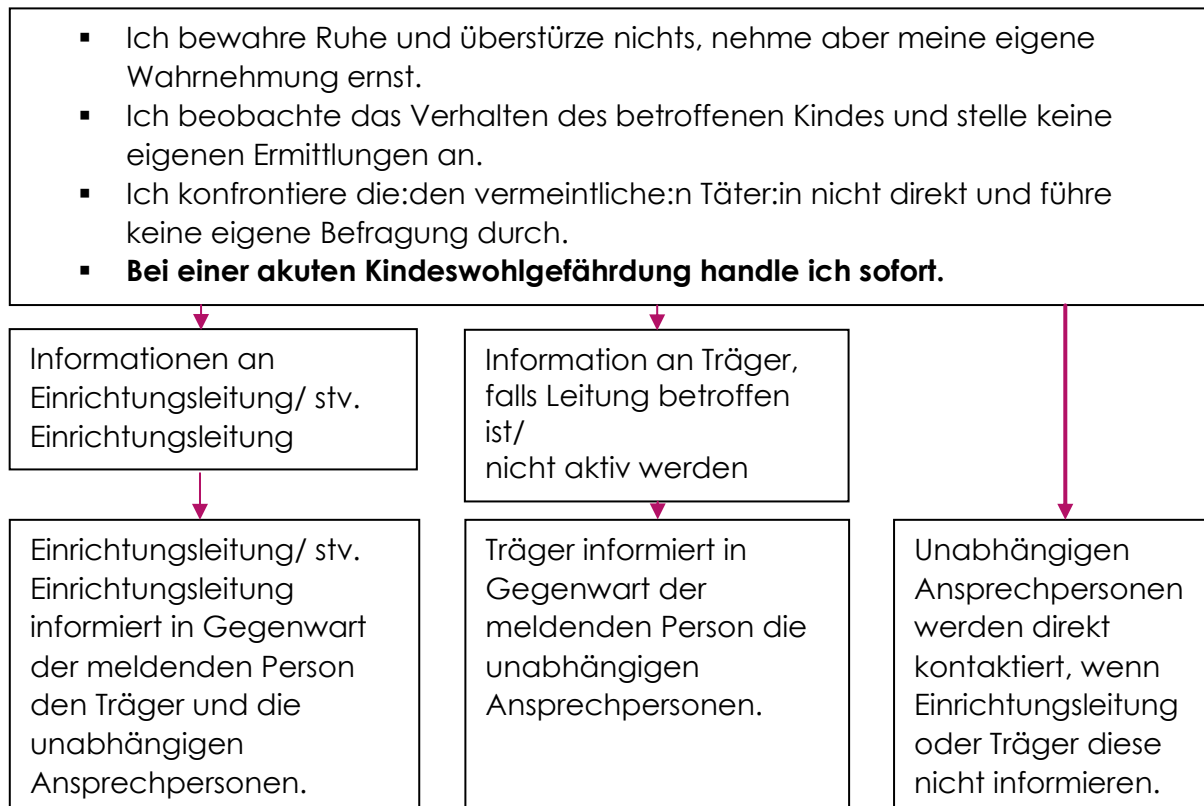 ▪ Ich bewahre Ruhe und überstürze nichts, nehme aber meine eigene
Wahrnehmung ernst.
▪ Ich beobachte das Verhalten des betroffenen Kindes und stelle keine
eigenen Ermittlungen an.
▪ Ich konfrontiere die:den vermeintliche:n Täter:in nicht direkt und führe
keine eigene Befragung durch.
▪ Bei einer akuten Kindeswohlgefährdung handle ich sofort.
Informationen an
Einrichtungsleitung/ stv.
Einrichtungsleitung
Information an Träger,
falls Leitung betroffen
ist/
nicht aktiv werden
Einrichtungsleitung/ stv.
Einrichtungsleitung
informiert in Gegenwart
der meldenden Person
den Träger und die
unabhängigen
Ansprechpersonen.
Träger informiert in
Gegenwart der
meldenden Person die
unabhängigen
Ansprechpersonen.
Unabhängigen
Ansprechpersonen
werden direkt
kontaktiert, wenn
Einrichtungsleitung
oder Träger diese
nicht informieren.